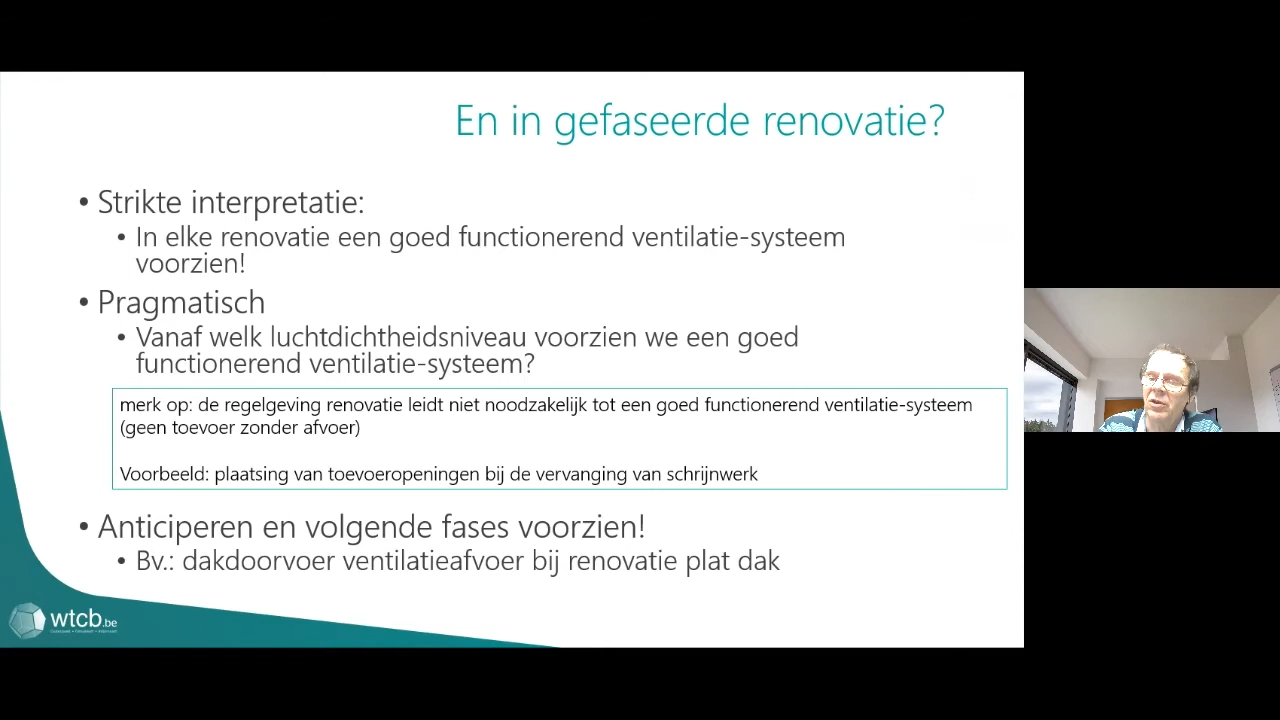 En in gefaseerde renovatie?
• Strikte interpretatie:
• In elke renovatie een goed functionerend ventilatie-systeem
voorzien!
• Pragmatisch
• Vanaf welk luchtdichtheidsniveau voorzien we een goed
functionerend ventilatie-systeem?
merk op: de regelgeving renovatie leidt niet noodzakelijk tot een goed functionerend ventilatie-systeem
(geen toevoer zonder afvoer)
Voorbeeld: plaatsing van toevoeropeningen bij de vervanging van schrijnwerk
• Anticiperen en volgende fases voorzien!
• Bv.: dakdoorvoer ventilatieafvoer bij renovatie plat dak
wtcb.be